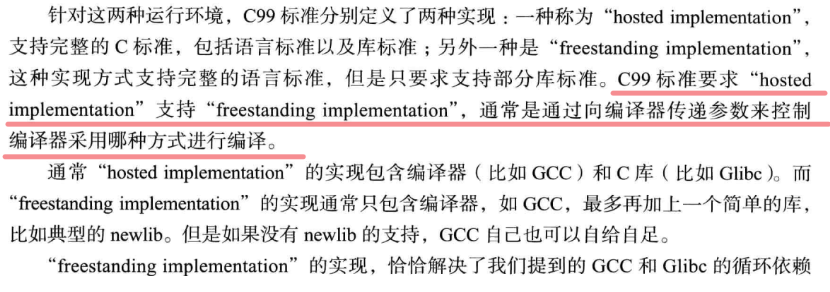 针对这两种运行环境，C99 标准分别定义了两种实现：一种称为“hosted implementation”，
支持完整的 C 标准，包括语言标准以及库标准；另外一种是“freestanding implementation”，
这种实现方式支持完整的语言标准，但是只要求支持部分库标准。C99 标准要求“hosted
implementation”支持“freestanding implementation”，通常是通过向编译器传递参数来控制
编译器采用哪种方式进行编译。
通常“hosted implementation”的实现包含编译器（比如 GCC）和 C 库（比如 Glibc）。而
“freestanding implementation”的实现通常只包含编译器，如 GCC，最多再加上一个简单的库，
比如典型的 newlib。但是如果没有 newlib 的支持，GCC 自己也可以自给自足。
“freestanding implementation”的实现，恰恰解决了我们提到的 GCC 和 Glibc 的循环依赖